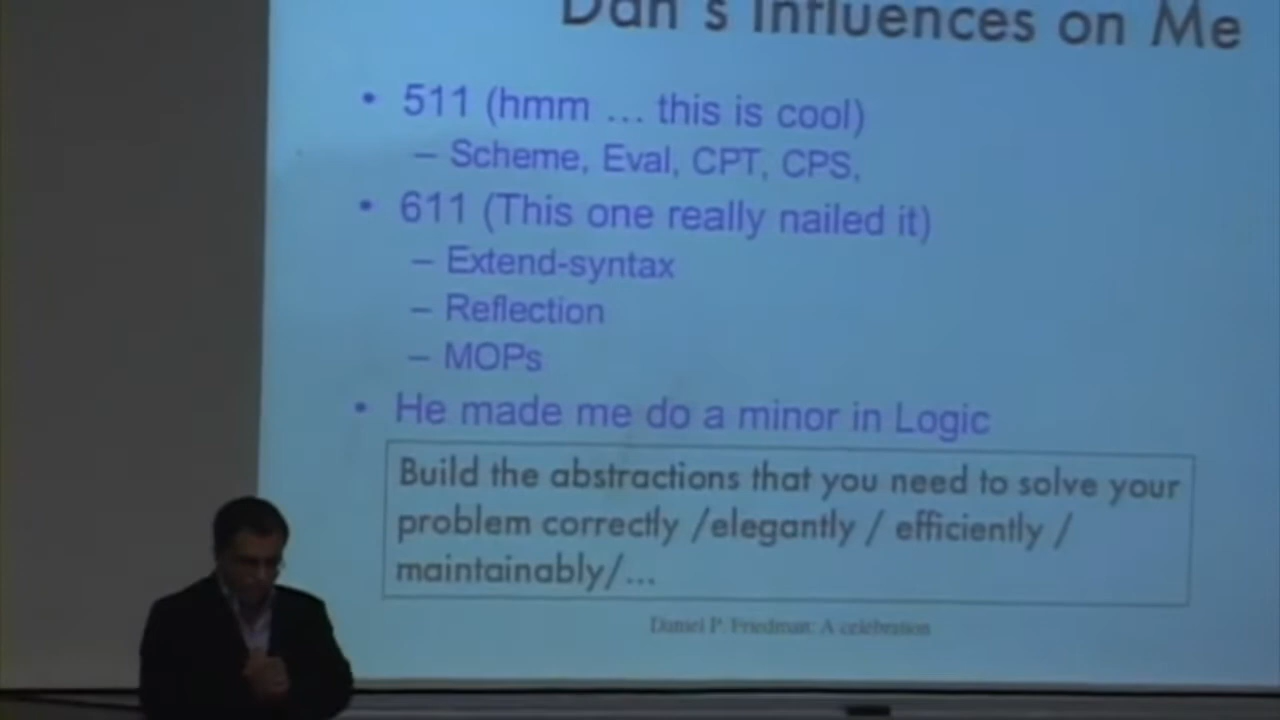 Dan's Influences on Me
• 511 (hmm ... this is cool)
– Scheme, Eval, CPT, CPS,
• 611 (This one really nailed it)
– Extend-syntax
– Reflection
– MOPs
• He made me do a minor in Logic
Build the abstractions that you need to solve your
problem correctly /elegantly / efficiently /
maintainably/...
Daniel P. Friedman: A celebration